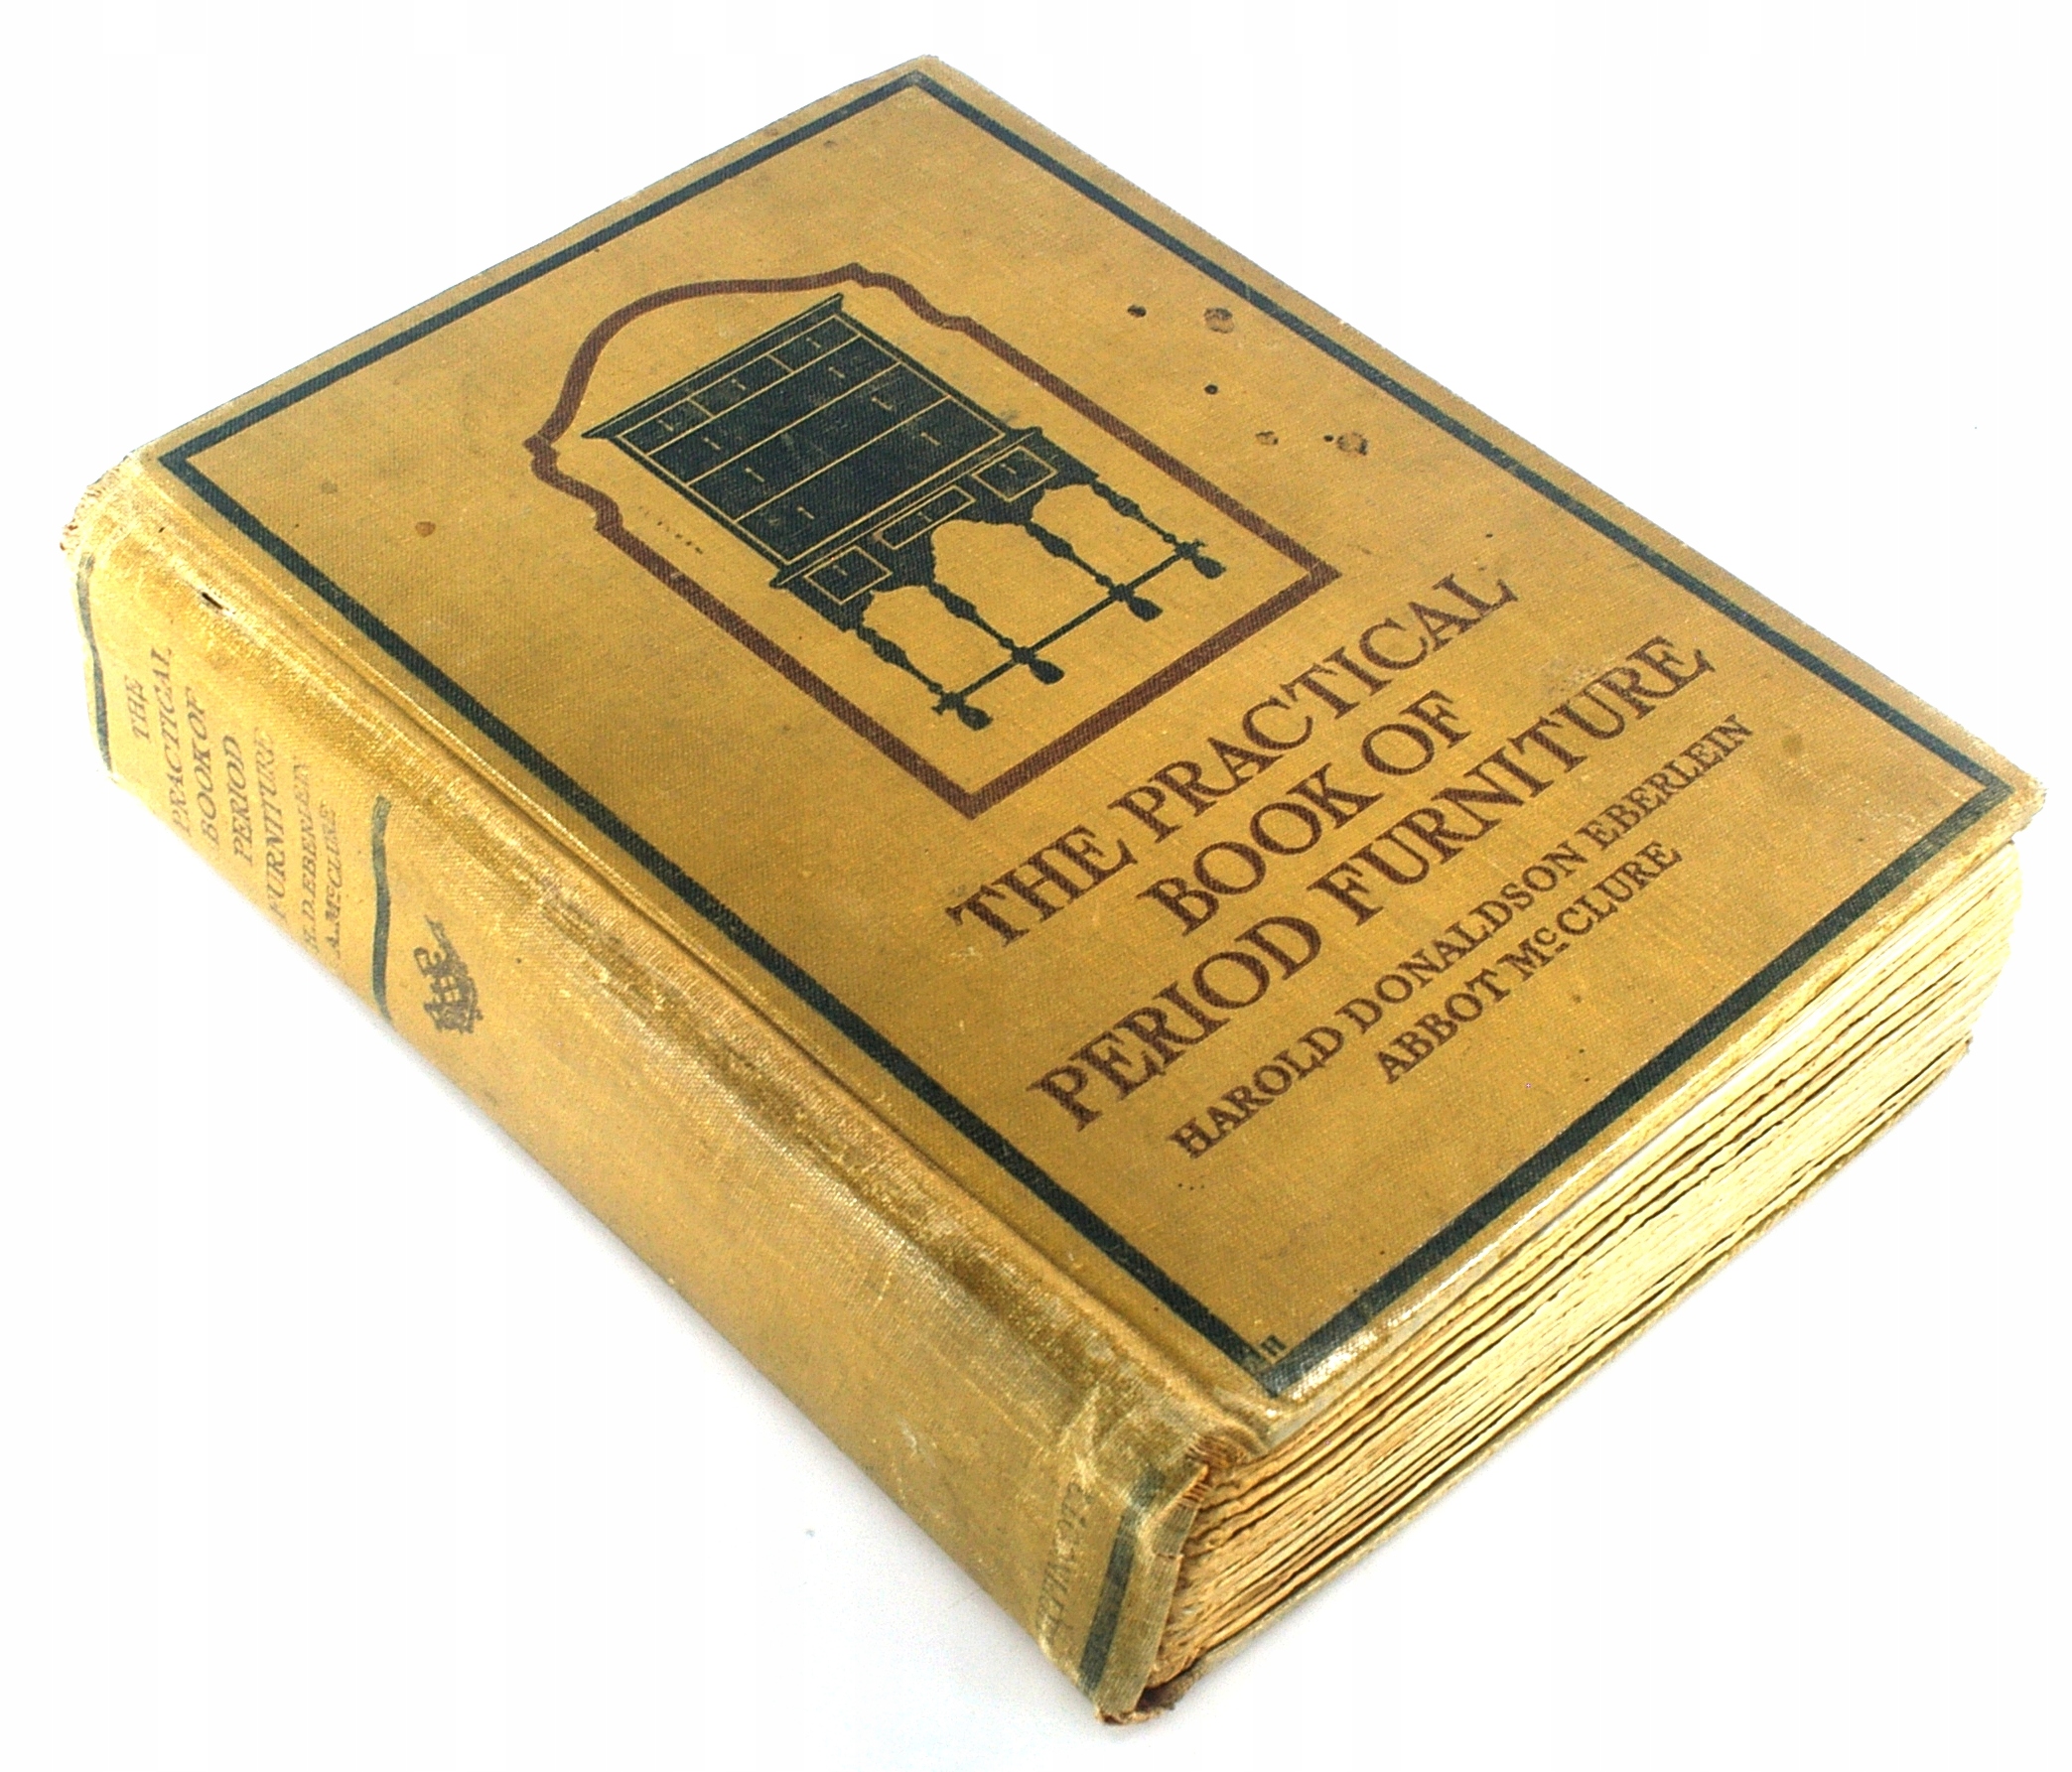 THE PRACTICAL
BOOK OF
PERIOD FURNITURE
HAROLD DONALDSON EBERLEIN
ABBOT McCLURE
H
THE
PRACTICAL
BOOK OF
PERIOD
FURNITURE
H.D.EBERLEIN
A.McCLURE